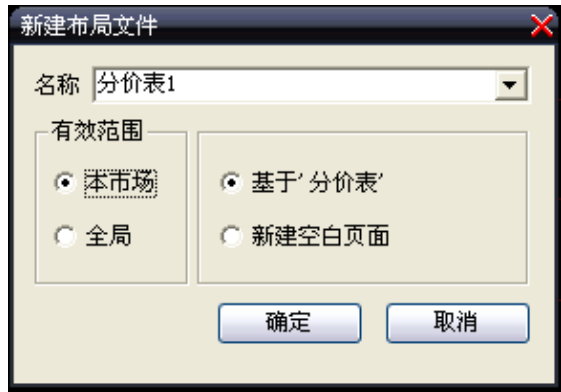 新建布局文件
名称 分价表1
有效范围
本市场 基于'分价表'
全局 新建空白页面
确定 取消